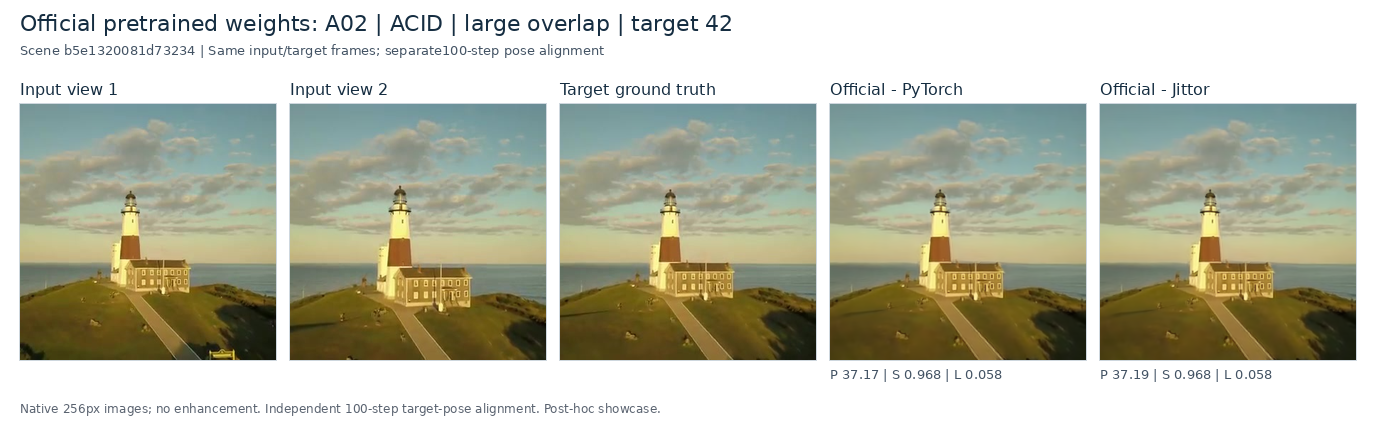 Official pretrained weights: A02 | ACID | large overlap | target 42
Scene b5e1320081d73234 | Same input/target frames; separate100-step pose alignment
Input view 1
Input view 2
Target ground truth
Official - PyTorch
Official - Jittor
P 37.17 | S 0.968 | L 0.058
P 37.19 | S 0.968 | L 0.058
Native 256px images; no enhancement. Independent 100-step target-pose alignment. Post-hoc showcase.